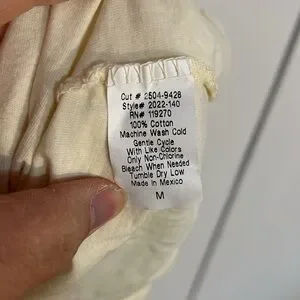 Cut # 2504-9428
Style# 2022-140
RN# 119270
100% Cotton
Machine Wash Cold
Gentle Cycle
With Like Colors
Only Non-Chlorine
Bleach When Needed
Tumble Dry Low
Made in Mexico
M